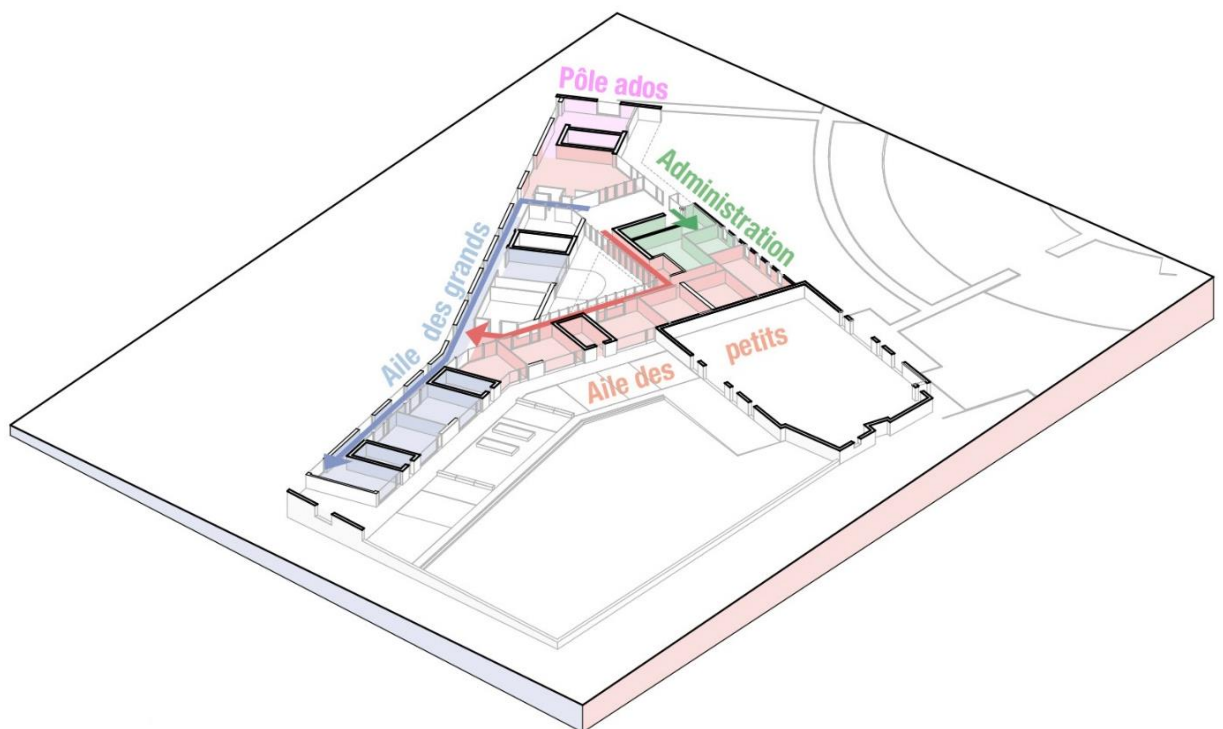 Pôle ados
Administration
Aile des grands
Aile des petits